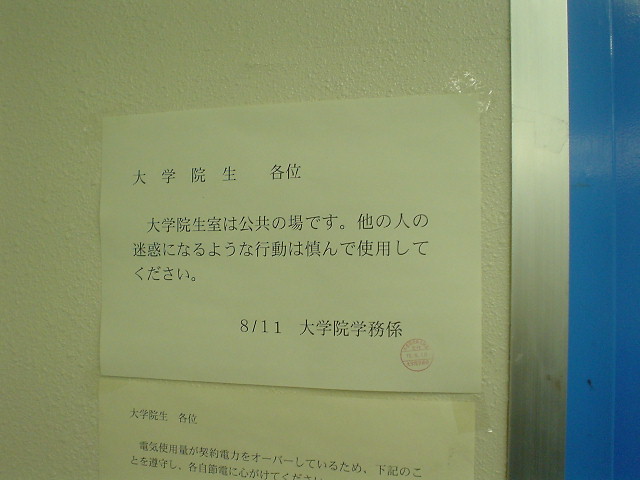 大学院生　各位
大学院生室は公共の場です。他の人の
迷惑になるような行動は慎んで使用して
ください。
8/11　大学院学務係
大学院生　各位
電気使用量が契約電力をオーバーしているため、下記のこ
とを遵守し、各自節電に心がけてください